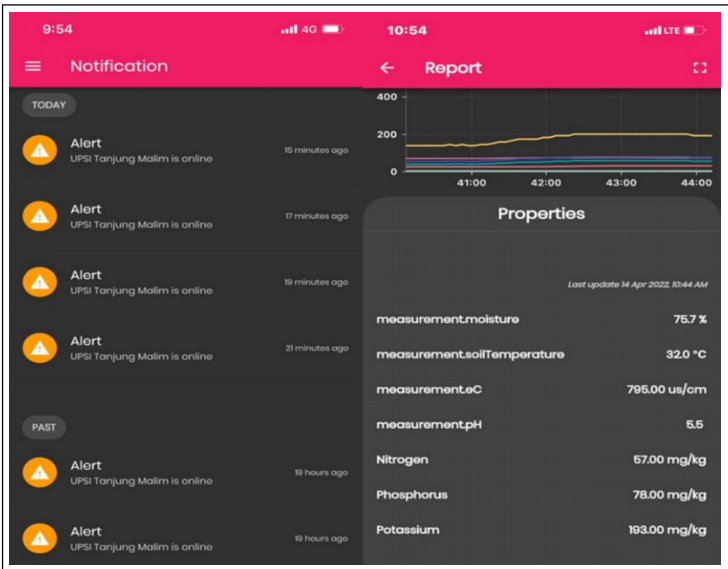 9:54
4G
Notification
TODAY
Alert
UPSI Tanjung Malim is online
15 minutes ago
Alert
UPSI Tanjung Malim is online
17 minutes ago
Alert
UPSI Tanjung Malim is online
19 minutes ago
Alert
UPSI Tanjung Malim is online
21 minutes ago
PAST
Alert
UPSI Tanjung Malim is online
19 hours ago
Alert
UPSI Tanjung Malim is online
19 hours ago
10:54
LTE
Report
400
200
0
41:00 42:00 43:00 44:00
Properties
Last update 14 Apr 2022, 10:44 AM
measurement.moisture 75.7 %
measurement.soilTemperature 32.0 °C
measurement.eC 795.00 us/cm
measurement.pH 5.5
Nitrogen 57.00 mg/kg
Phosphorus 78.00 mg/kg
Potassium 193.00 mg/kg